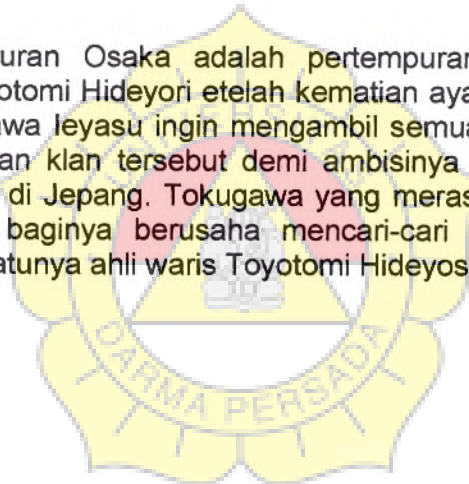 uran Osaka adalah pertempuran
otomi Hideyori etelah kematian aya
wa Ieyasu ingin mengambil semua
an klan tersebut demi ambisinya
di Jepang. Tokugawa yang meras
baginya berusaha mencari-cari
atunya ahli waris Toyotomi Hideyos
DARMA PERSADA